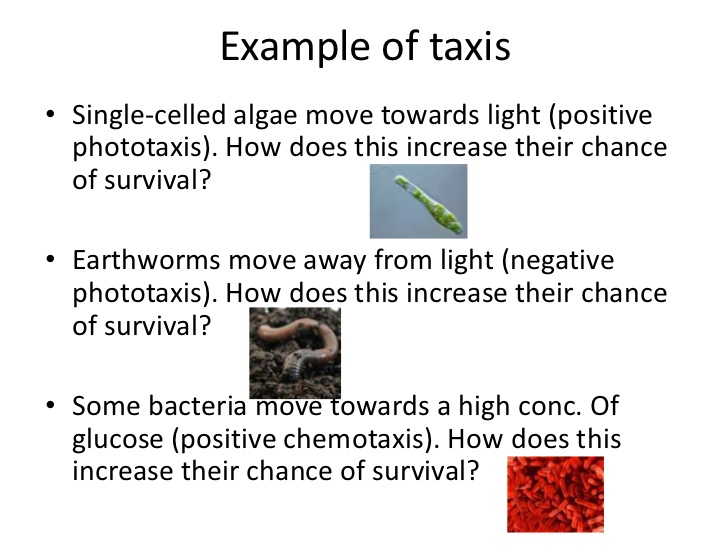 Example of taxis
• Single-celled algae move towards light (positive
phototaxis). How does this increase their chance
of survival?
• Earthworms move away from light (negative
phototaxis). How does this increase their chance
of survival?
• Some bacteria move towards a high conc. Of
glucose (positive chemotaxis). How does this
increase their chance of survival?